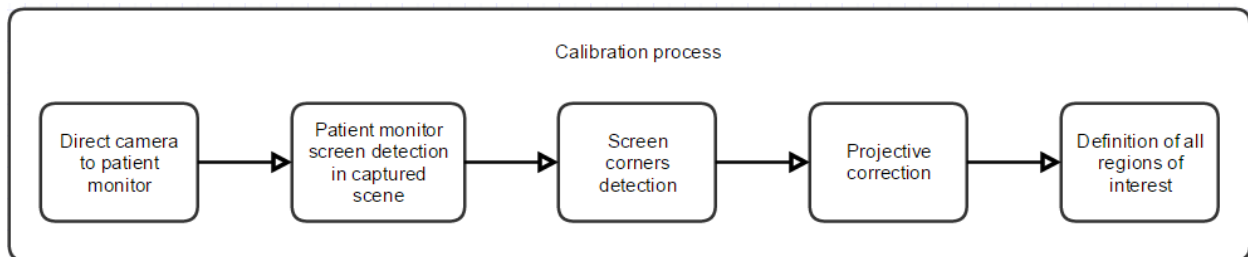 Calibration process
Direct camera
to patient
monitor
Patient monitor
screen detection
in captured
scene
Screen
corners
detection
Projective
correction
Definition of all
regions of
interest